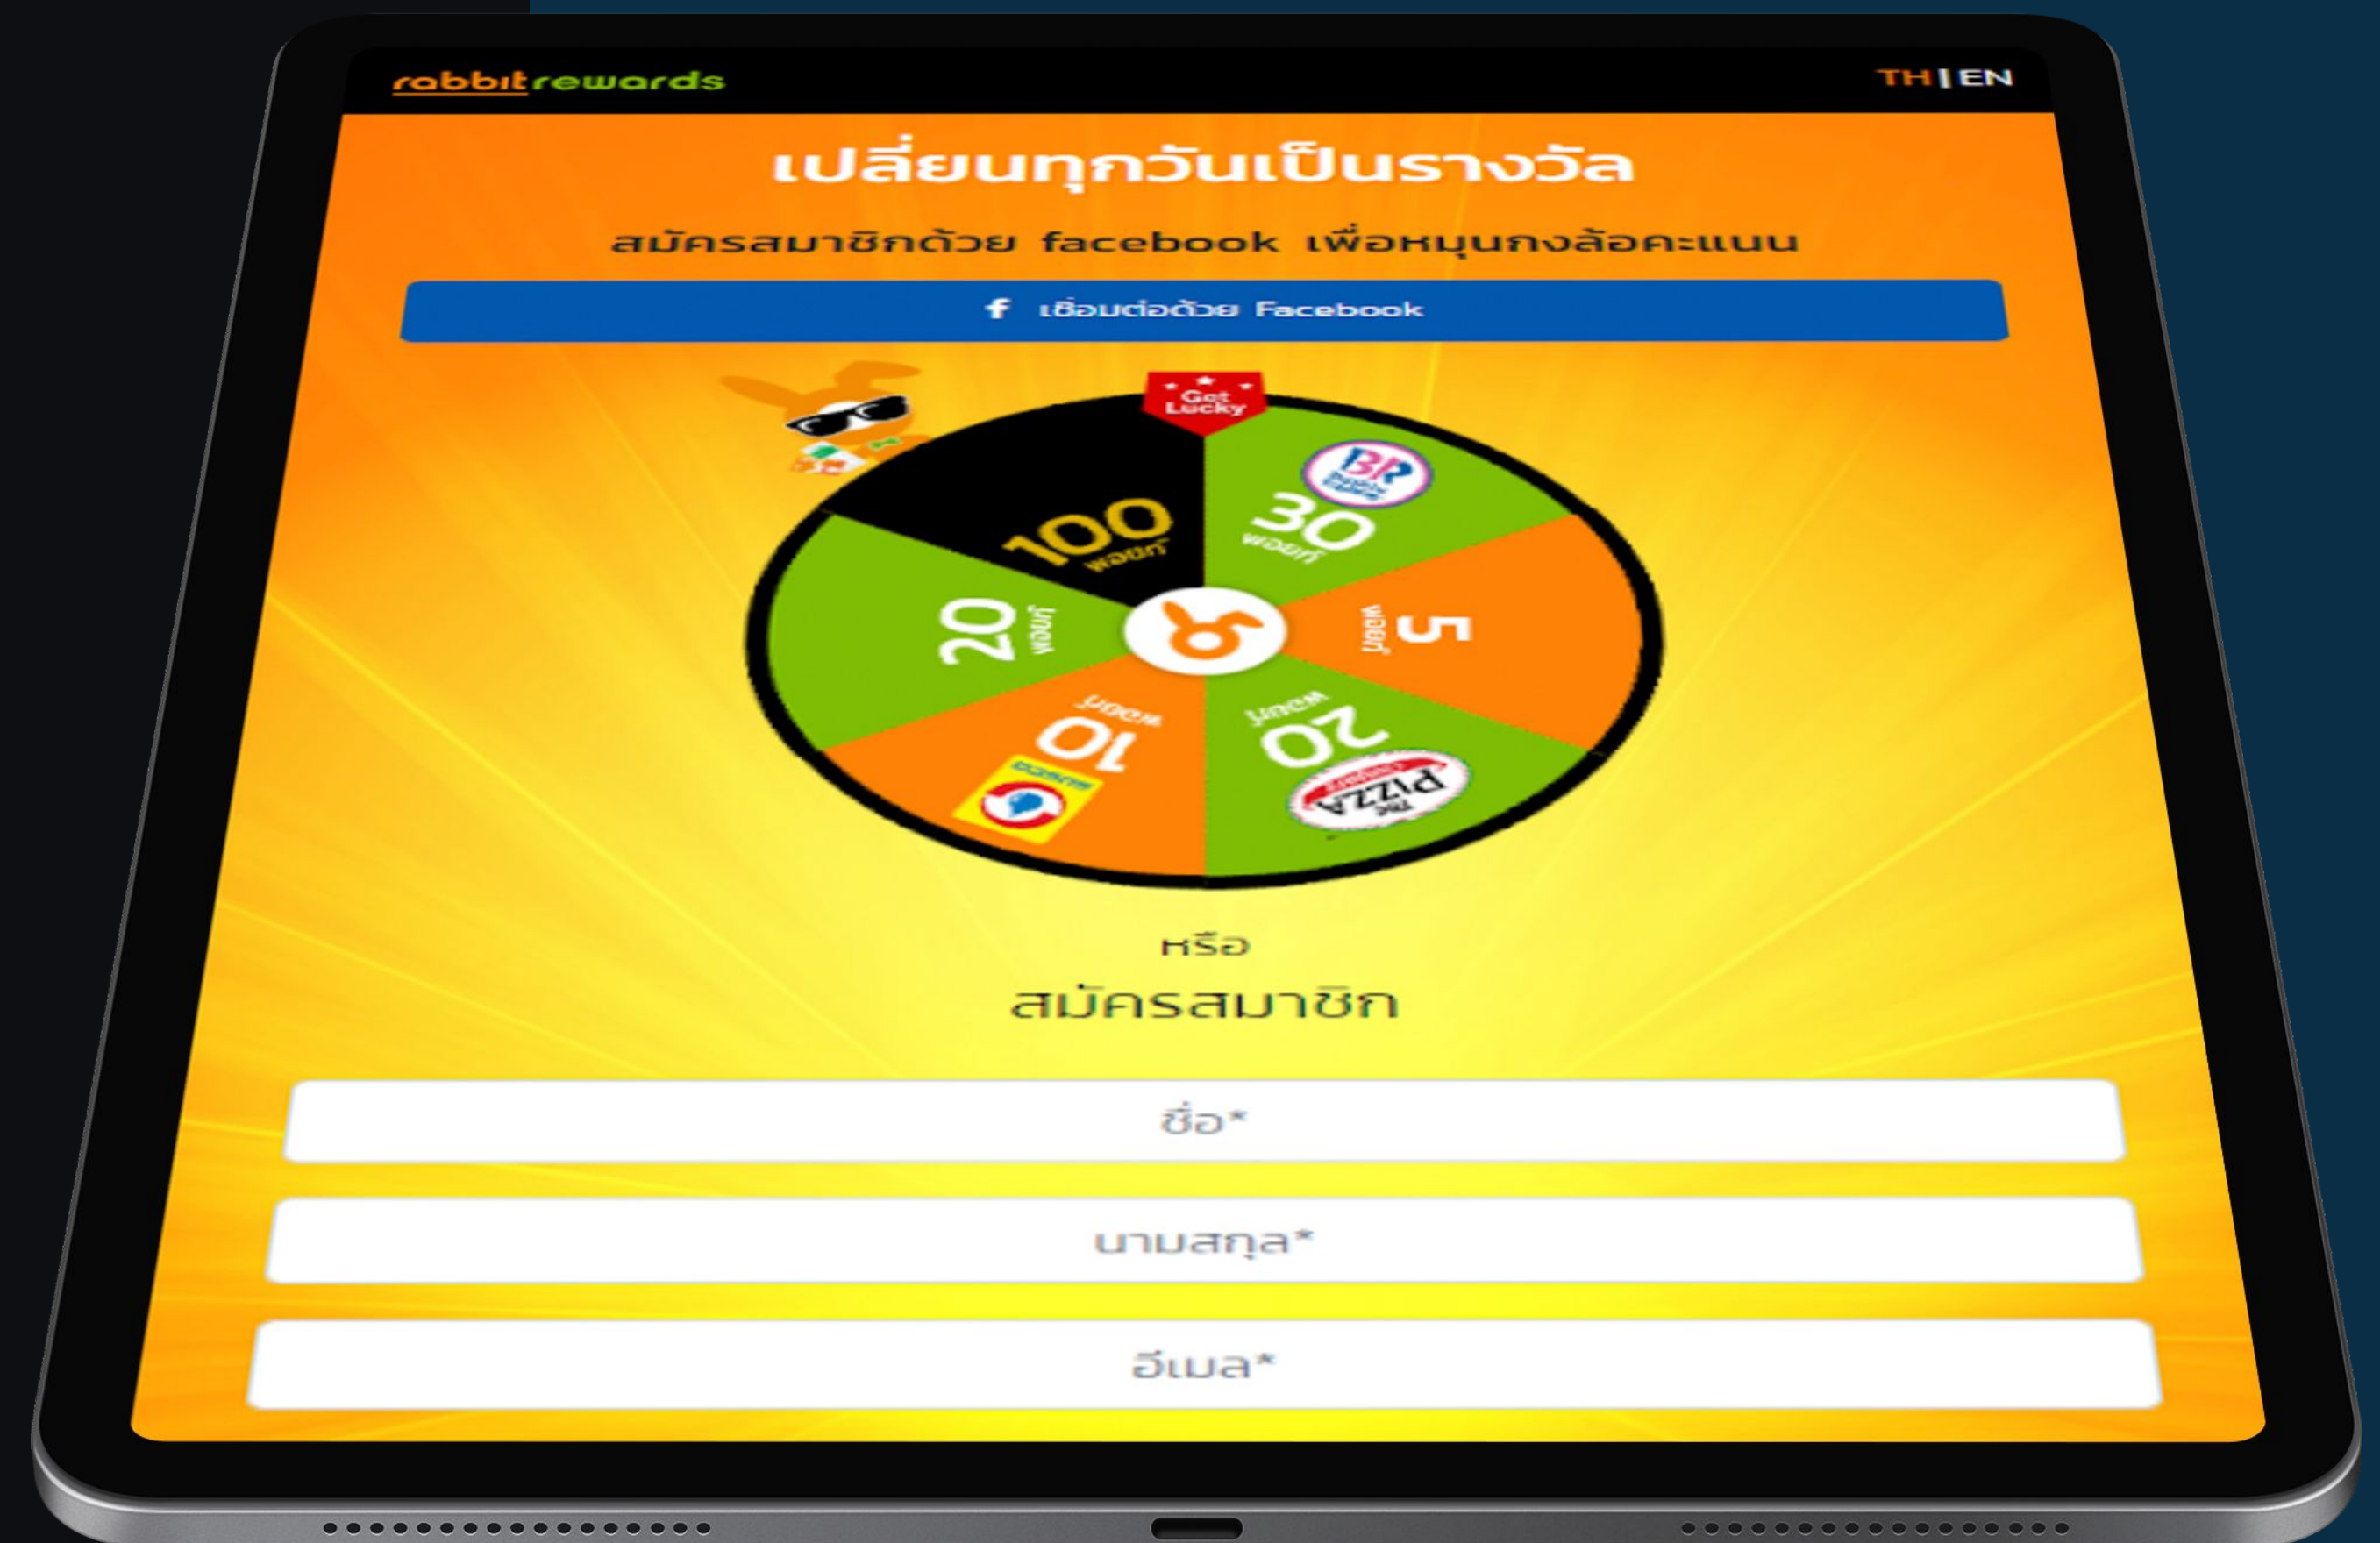 rabbit rewards
TH | EN
เปลี่ยนทุกวันเป็นรางวัล
สมัครสมาชิกด้วย facebook เพื่อหมุนกงล้อคะแนน
f เชื่อมต่อด้วย Facebook
Get
Lucky
100
พอยท์
BR
30
พอยท์
5
พอยท์
20
พอยท์
THE
PIZZA
COMPANY
10
พอยท์
20
พอยท์
หรือ
สมัครสมาชิก
ชื่อ*
นามสกุล*
อีเมล*